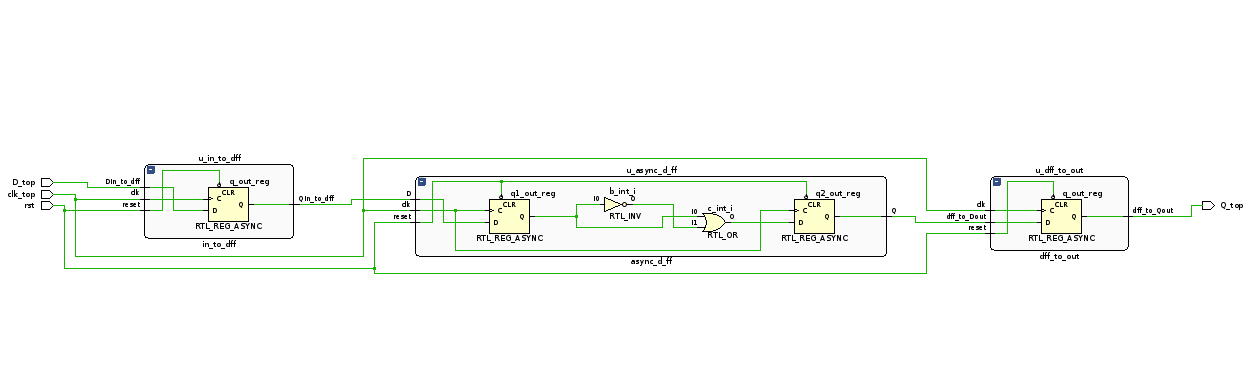 D_top
clk_top
rst
u_in_to_dff
DIn_to_dff
clk
reset
q_out_reg
CLR
C
D
Q
RTL_REG_ASYNC
in_to_dff
QIn_to_dff
u_async_d_ff
D
clk
reset
q1_out_reg
CLR
C
D
Q
RTL_REG_ASYNC
b_int_i
I0
O
RTL_INV
c_int_i
I0
I1
O
RTL_OR
q2_out_reg
CLR
C
D
Q
RTL_REG_ASYNC
Q
async_d_ff
u_dff_to_out
clk
dff_to_Dout
reset
q_out_reg
CLR
C
D
Q
RTL_REG_ASYNC
dff_to_out
dff_to_Qout
Q_top